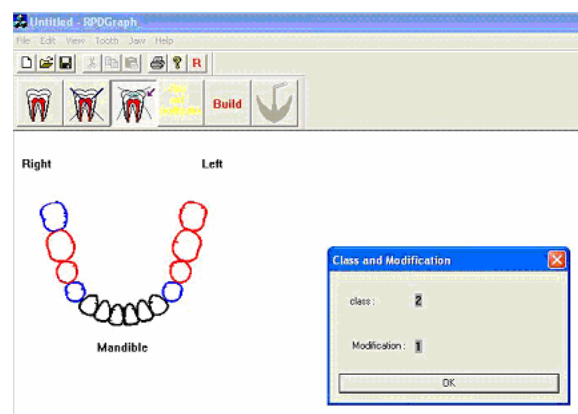 Untitled - RPDGraph
File Edit View Tooth Jaw Help
R
Build
Right Left
Mandible
Class and Modification
class : 2
Modification : 1
OK